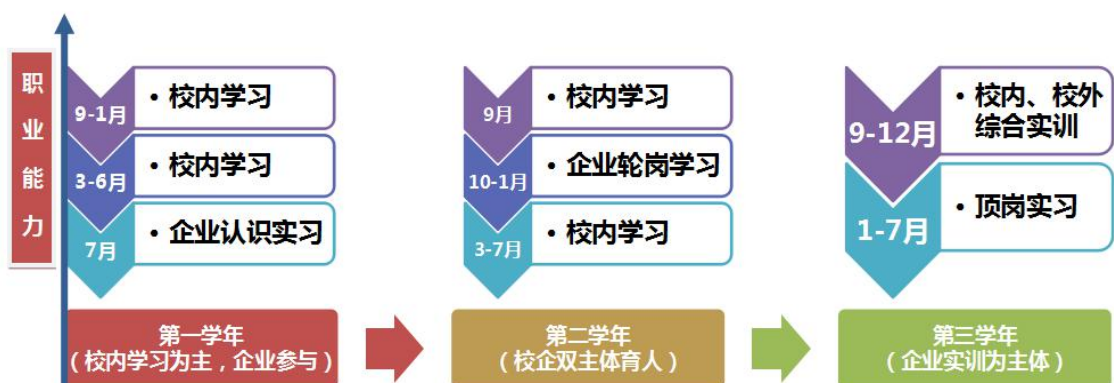 职业能力
9-1月
• 校内学习
3-6月
• 校内学习
7月
• 企业认识实习
9月
• 校内学习
10-1月
• 企业轮岗学习
3-7月
• 校内学习
9-12月
• 校内、校外
综合实训
1-7月
• 顶岗实习
第一学年
（校内学习为主，企业参与）
第二学年
（校企双主体育人）
第三学年
（企业实训为主体）